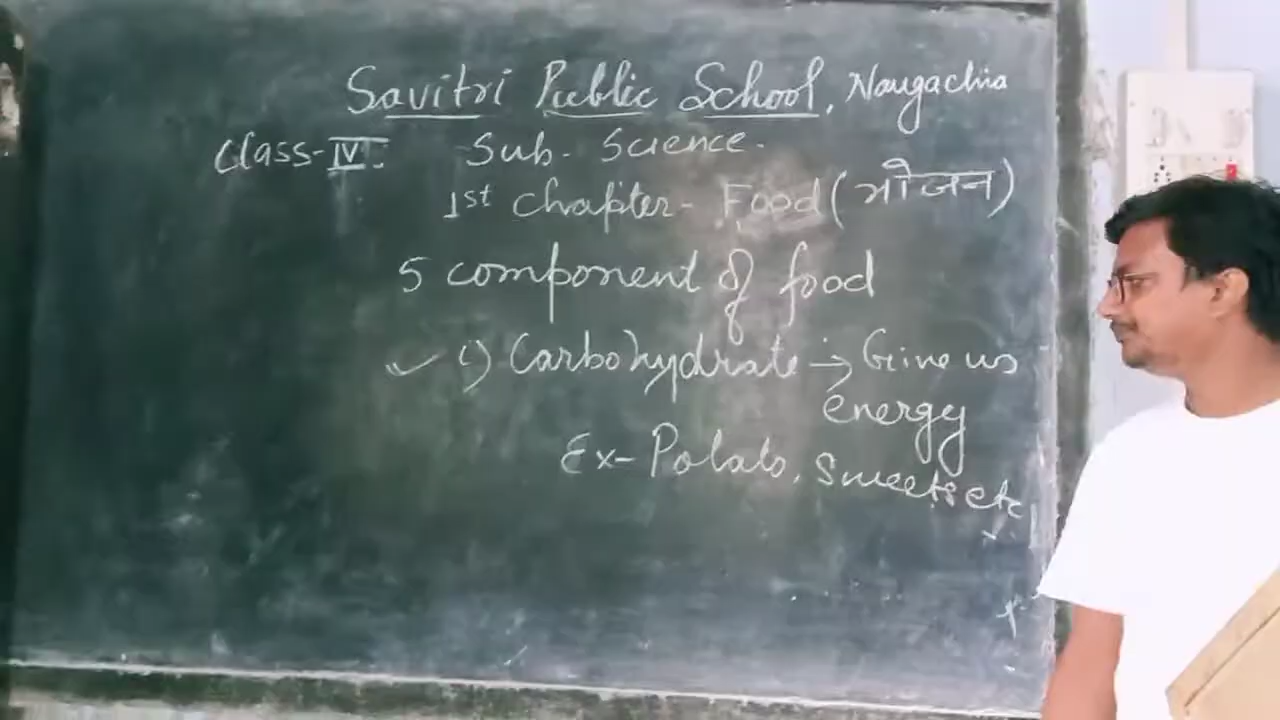 Savitri Public School, Naugachia
Class-IV: Sub- Science.
1st Chapter- Food (भोजन)
5 component of food
✓ 1) Carbohydrate → Give us
energy
Ex- Potato, Sweets etc